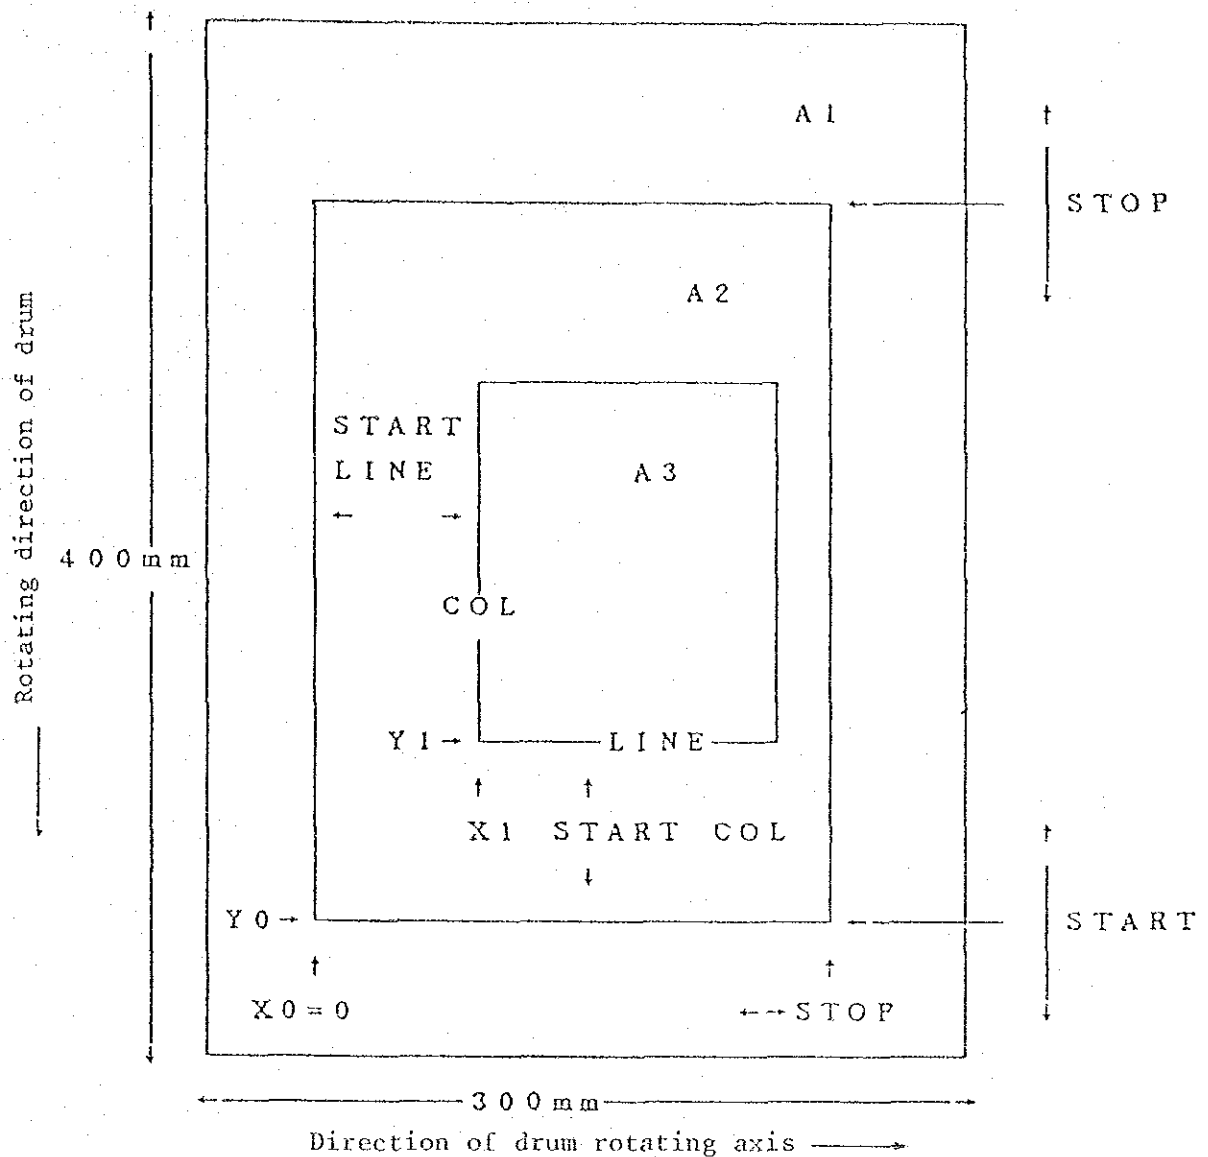 A1
STOP
A2
START
LINE
A3
Rotating direction of drum
400mm
COL
Y1
LINE
X1 START COL
Y0
START
X0=0
STOP
300mm
Direction of drum rotating axis